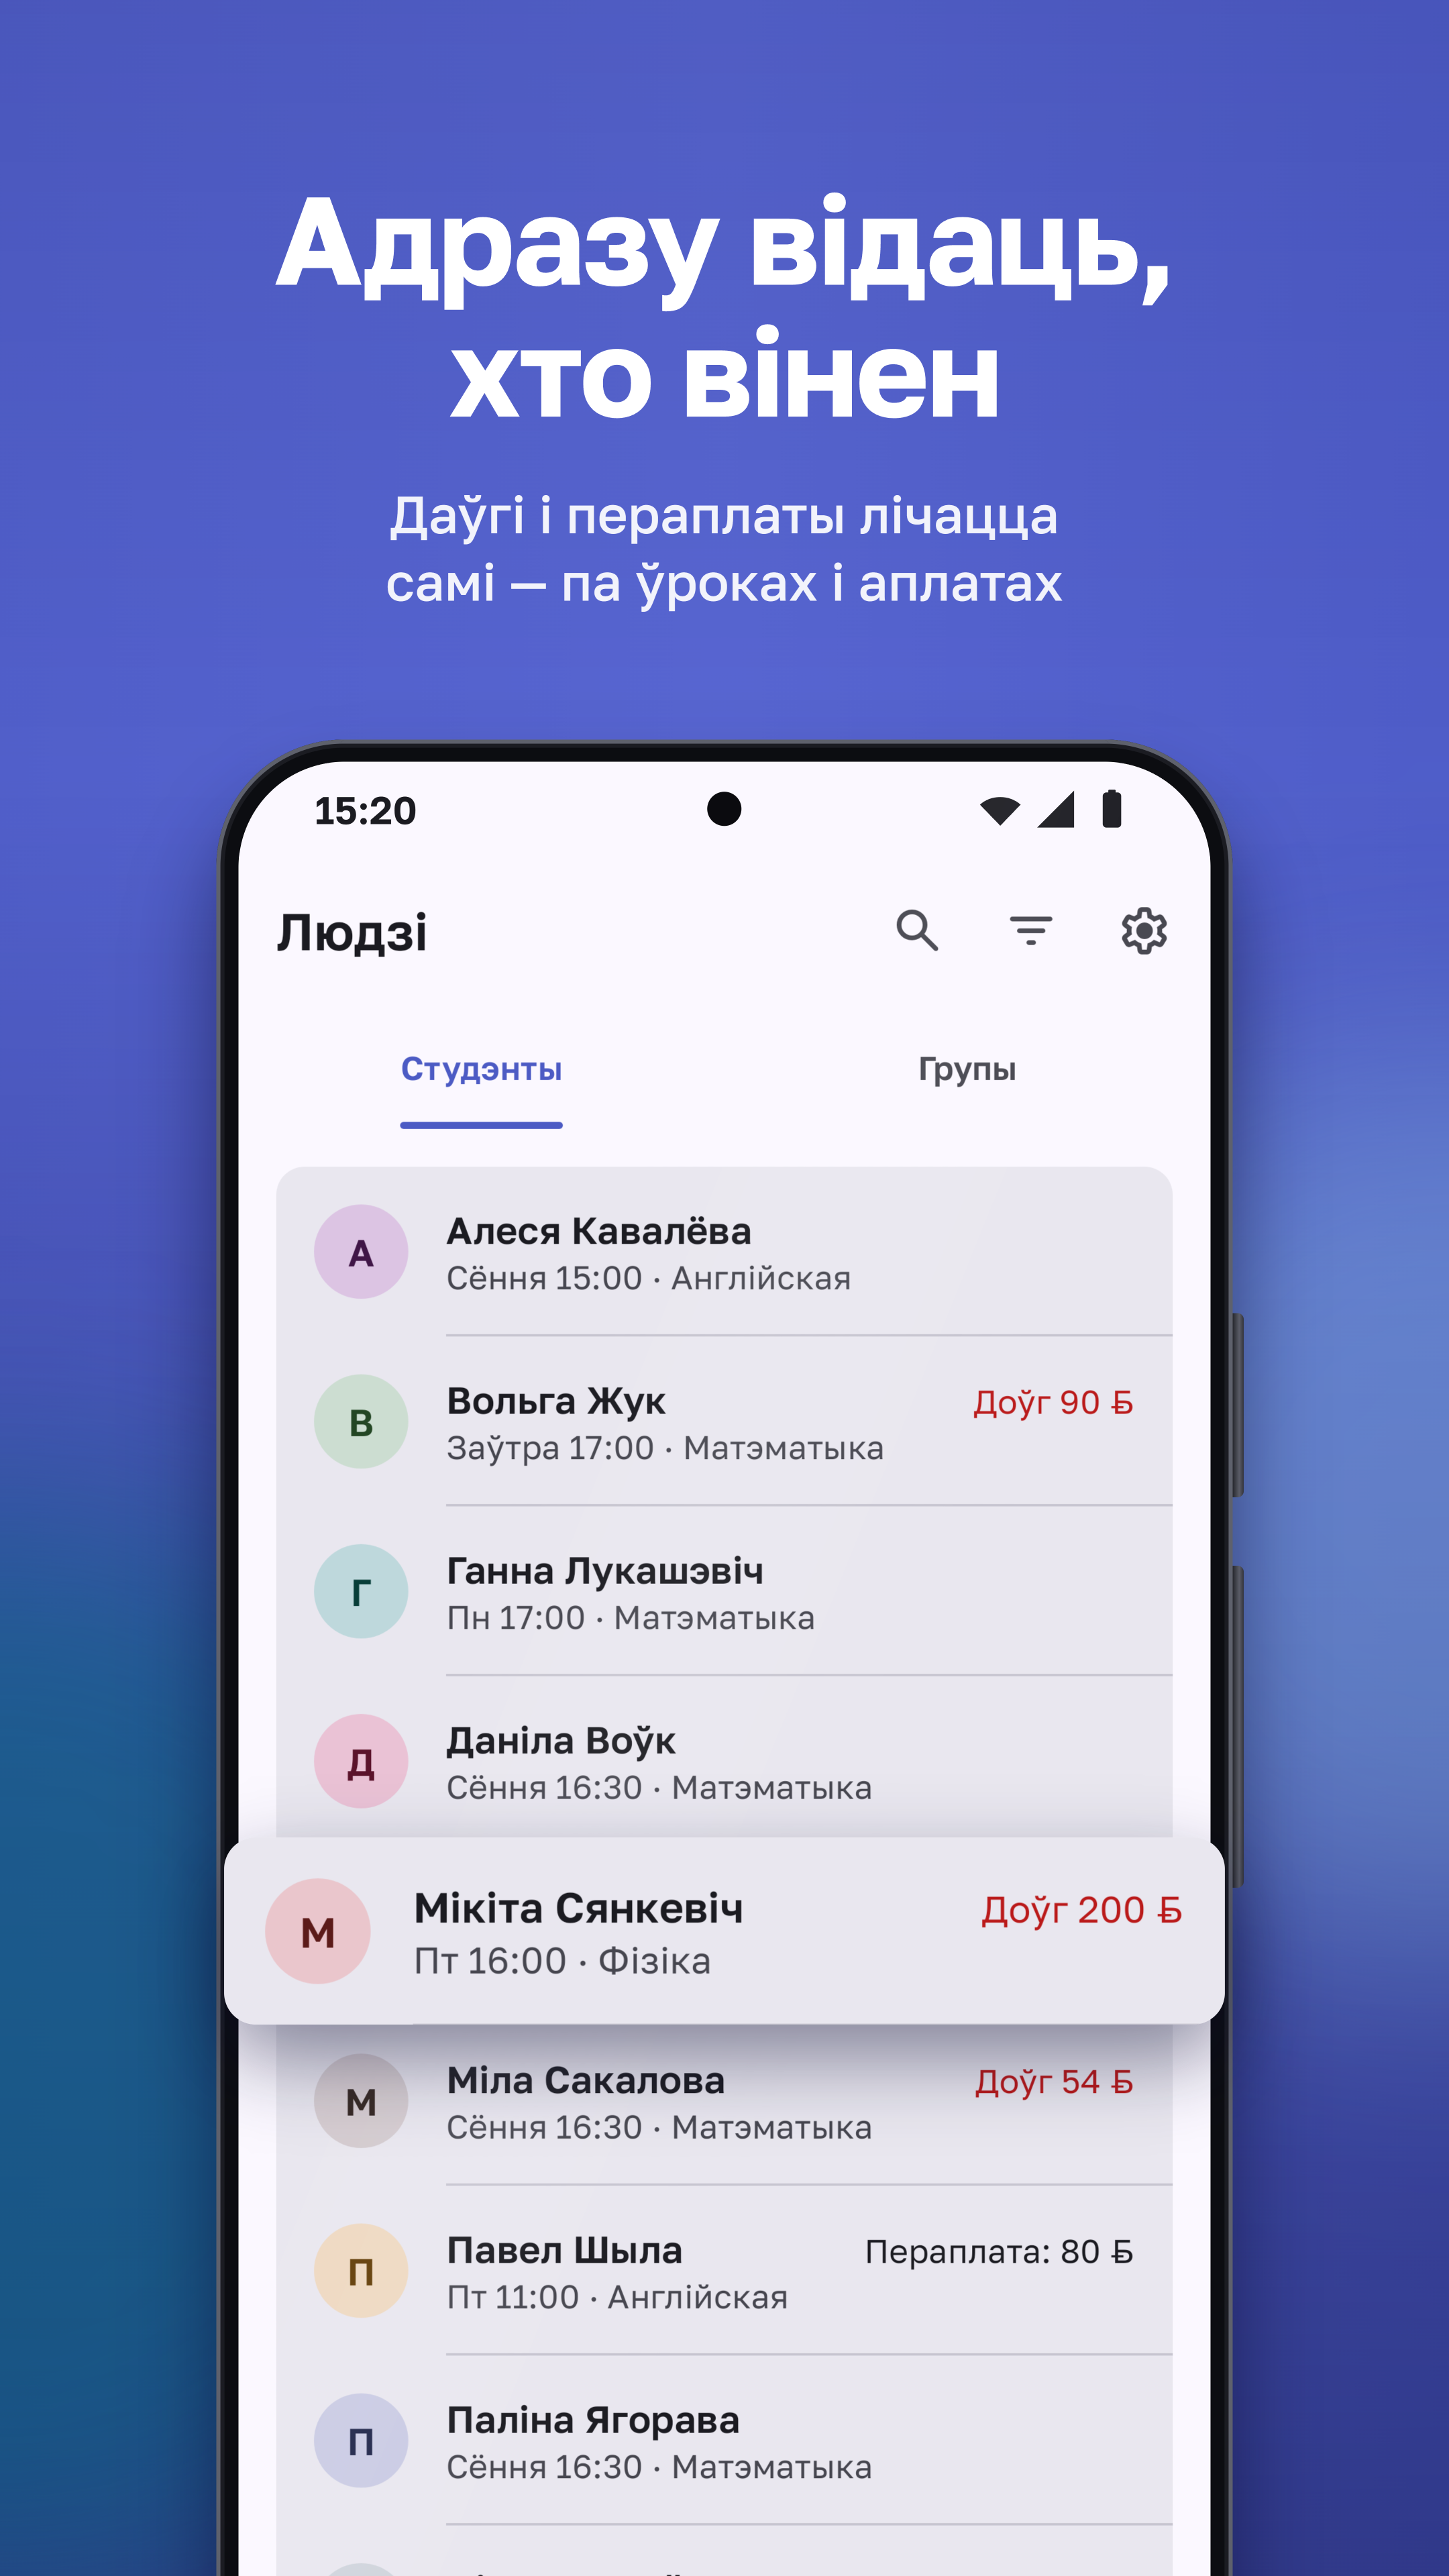 Адразу відаць,
хто вінен
Даўгі і пераплаты лічацца
самі — па ўроках і аплатах
15:20
Людзі
Студэнты
Групы
А
Алеся Кавалёва
Сёння 15:00 · Англійская
В
Вольга Жук
Доўг 90 Ƃ
Заўтра 17:00 · Матэматыка
Г
Ганна Лукашэвіч
Пн 17:00 · Матэматыка
Д
Даніла Воўк
Сёння 16:30 · Матэматыка
М
Мікіта Сянкевіч
Доўг 200 Ƃ
Пт 16:00 · Фізіка
М
Міла Сакалова
Доўг 54 Ƃ
Сёння 16:30 · Матэматыка
П
Павел Шыла
Пераплата: 80 Ƃ
Пт 11:00 · Англійская
П
Паліна Ягорава
Сёння 16:30 · Матэматыка